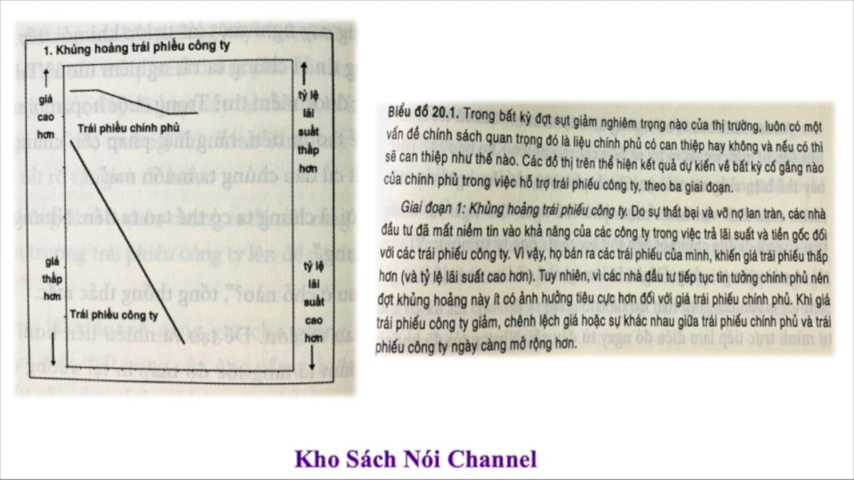 1. Khủng hoảng trái phiếu công ty
giá
cao
hơn
Trái phiếu chính phủ
tỷ lệ
lãi
suất
thấp
hơn
giá
thấp
hơn
Trái phiếu công ty
tỷ lệ
lãi
suất
cao
hơn
Biểu đồ 20.1. Trong bất kỳ đợt sụt giảm nghiêm trọng nào của thị trường, luôn có một
vấn đề chính sách quan trọng đó là liệu chính phủ có can thiệp hay không và nếu có thì
sẽ can thiệp như thế nào. Các đồ thị trên thể hiện kết quả dự kiến về bất kỳ cố gắng nào
của chính phủ trong việc hỗ trợ trái phiếu công ty, theo ba giai đoạn.
Giai đoạn 1: Khủng hoảng trái phiếu công ty. Do sự thất bại và vỡ nợ lan tràn, các nhà
đầu tư đã mất niềm tin vào khả năng của các công ty trong việc trả lãi suất và tiền gốc đối
với các trái phiếu công ty. Vì vậy, họ bán ra các trái phiếu của mình, khiến giá trái phiếu thấp
hơn (và tỷ lệ lãi suất cao hơn). Tuy nhiên, vì các nhà đầu tư tiếp tục tin tưởng chính phủ nên
đợt khủng hoảng này ít có ảnh hưởng tiêu cực hơn đối với giá trái phiếu chính phủ. Khi giá
trái phiếu công ty giảm, chênh lệch giá hoặc sự khác nhau giữa trái phiếu chính phủ và trái
phiếu công ty ngày càng mở rộng hơn.
Kho Sách Nói Channel